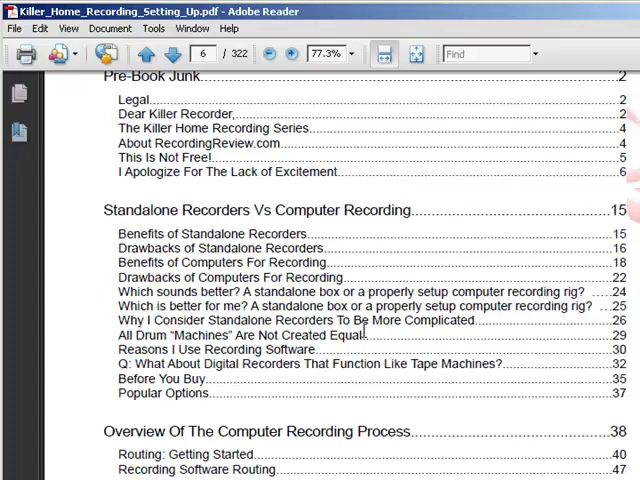 Killer_Home_Recording_Setting_Up.pdf - Adobe Reader
File Edit View Document Tools Window Help
6 / 322 77.3% Find
Pre-Book Junk 2
Legal 2
Dear Killer Recorder, 2
The Killer Home Recording Series 4
About RecordingReview.com 4
This Is Not Free! 5
I Apologize For The Lack of Excitement 6
Standalone Recorders Vs Computer Recording 15
Benefits of Standalone Recorders 15
Drawbacks of Standalone Recorders 16
Benefits of Computers For Recording 18
Drawbacks of Computers For Recording 22
Which sounds better? A standalone box or a properly setup computer recording rig? 24
Which is better for me? A standalone box or a properly setup computer recording rig? 25
Why I Consider Standalone Recorders To Be More Complicated 26
All Drum “Machines” Are Not Created Equal 29
Reasons I Use Recording Software 30
Q: What About Digital Recorders That Function Like Tape Machines? 32
Before You Buy 35
Popular Options 37
Overview Of The Computer Recording Process 38
Routing: Getting Started 40
Recording Software Routing 47